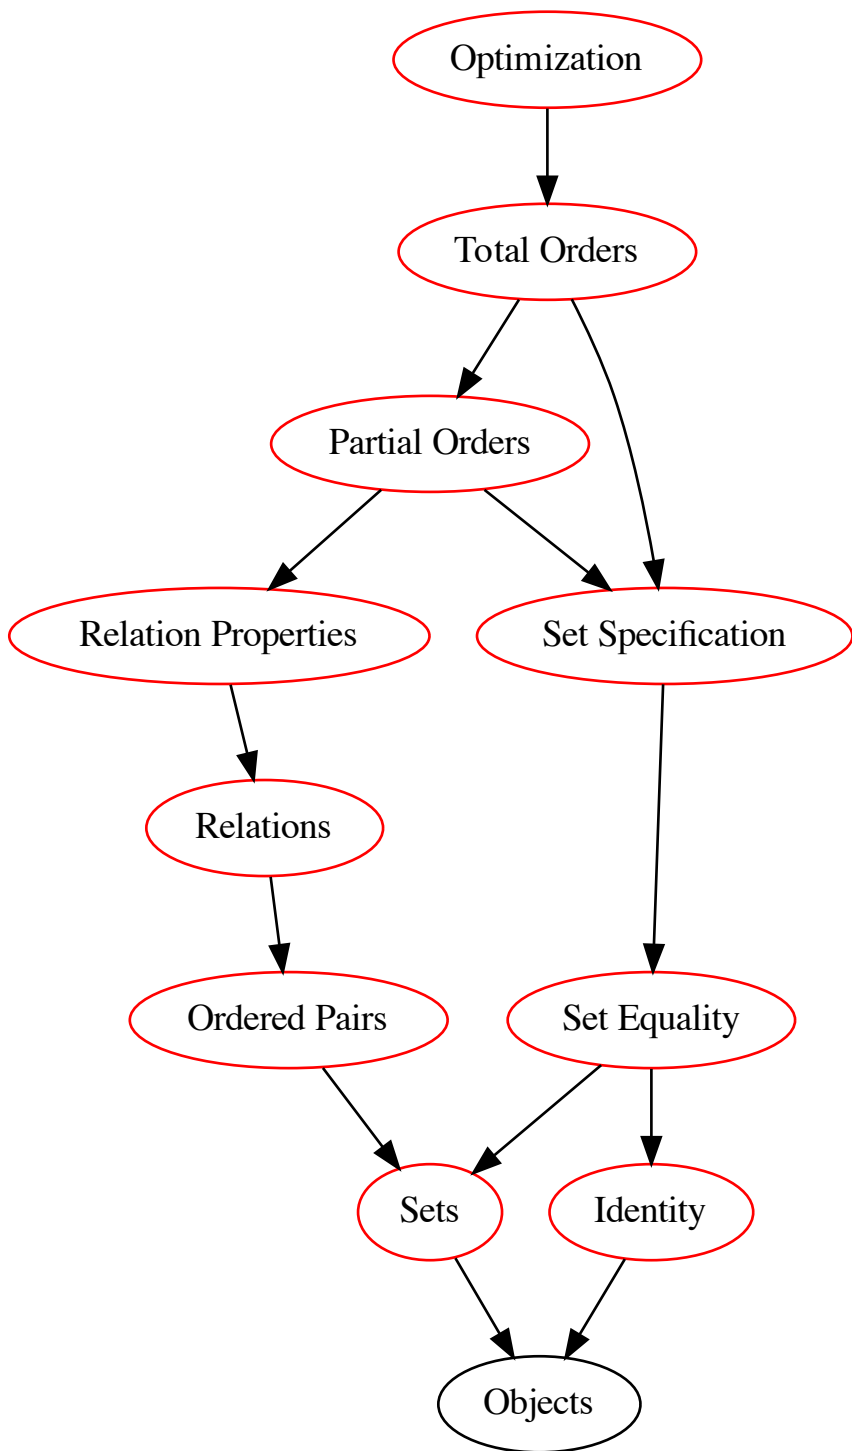 Optimization
Total Orders
Partial Orders
Relation Properties
Set Specification
Relations
Ordered Pairs
Set Equality
Sets
Identity
Objects